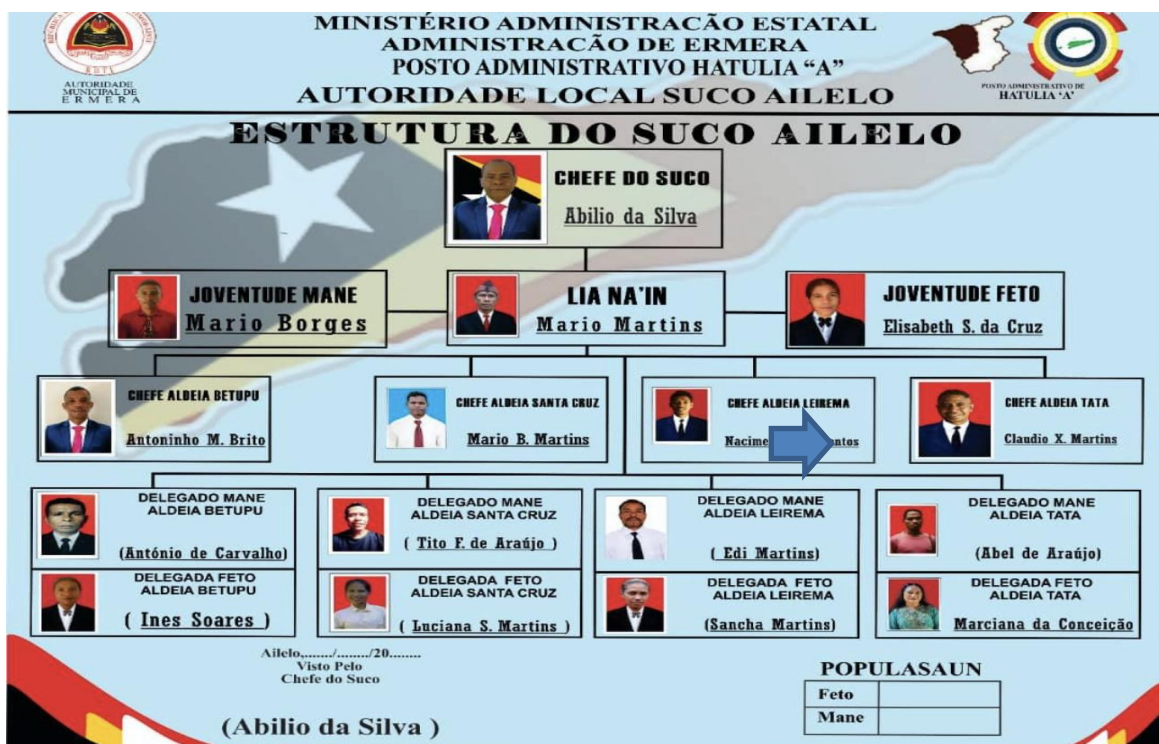 AUTORIDADE
MUNICIPAL DE
ERMERA
MINISTÉRIO ADMINISTRACÃO ESTATAL
ADMINISTRACÃO DE ERMERA
POSTO ADMINISTRATIVO HATULIA “A”
AUTORIDADE LOCAL SUCO AILELO
POSTO ADMINISTRATIVO DE
HATULIA ‘A’
ESTRUTURA DO SUCO AILELO
CHEFE DO SUCO
Abilio da Silva
JOVENTUDE MANE
Mario Borges
LIA NA’IN
Mario Martins
JOVENTUDE FETO
Elisabeth S. da Cruz
CHEFE ALDEIA BETUPU
Antoninho M. Brito
CHEFE ALDEIA SANTA CRUZ
Mario B. Martins
CHEFE ALDEIA LEIREMA
CHEFE ALDEIA TATA
Claudio X. Martins
DELEGADO MANE
ALDEIA BETUPU
(António de Carvalho)
DELEGADO MANE
ALDEIA SANTA CRUZ
( Tito F. de Araújo )
DELEGADO MANE
ALDEIA LEIREMA
( Edi Martins)
DELEGADO MANE
ALDEIA TATA
(Abel de Araújo)
DELEGADA FETO
ALDEIA BETUPU
( Ines Soares )
DELEGADA FETO
ALDEIA SANTA CRUZ
( Luciana S. Martins )
DELEGADA FETO
ALDEIA LEIREMA
(Sancha Martins)
DELEGADA FETO
ALDEIA TATA
Marciana da Conceição
Ailelo,......./......../20........
Visto Pelo
Chefe do Suco
(Abilio da Silva )
POPULASAUN
Feto
Mane